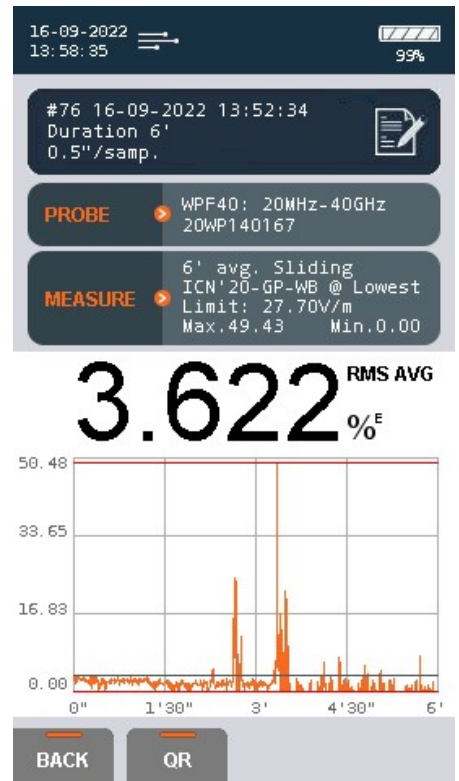 16-09-2022
13:58:35
99%
#76 16-09-2022 13:52:34
Duration 6'
0.5"/samp.
PROBE
WPF40: 20MHz-40GHz
20WP140167
MEASURE
6' avg. Sliding
ICN'20-GP-WB @ Lowest
Limit: 27.70V/m
Max.49.43 Min.0.00
3.622 RMS AVG
%E
50.48
33.65
16.83
0.00
0" 1'30" 3' 4'30" 6'
BACK QR